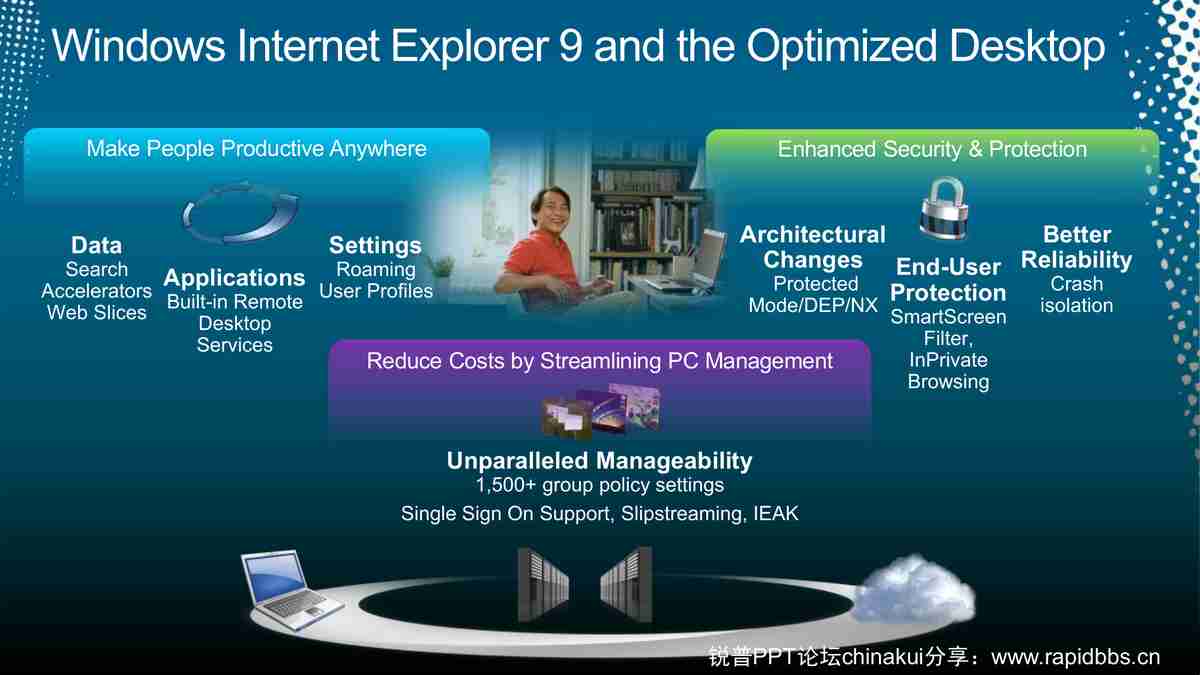 Windows Internet Explorer 9 and the Optimized Desktop
Make People Productive Anywhere
Data
Search
Accelerators
Web Slices
Applications
Built-in Remote
Desktop
Services
Settings
Roaming
User Profiles
Enhanced Security & Protection
Architectural
Changes
Protected
Mode/DEP/NX
End-User
Protection
SmartScreen
Filter,
InPrivate
Browsing
Better
Reliability
Crash
isolation
Reduce Costs by Streamlining PC Management
Unparalleled Manageability
1,500+ group policy settings
Single Sign On Support, Slipstreaming, IEAK
锐普PPT论坛chinakui分享：www.rapidbbs.cn